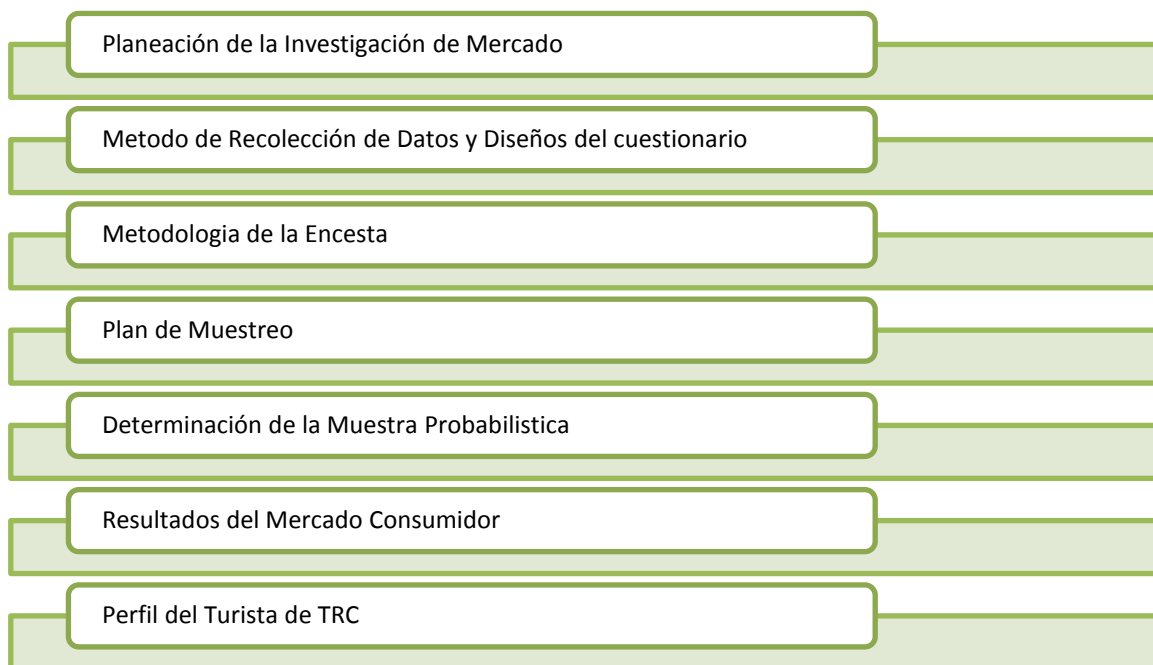 Planeación de la Investigación de Mercado
Metodo de Recolección de Datos y Diseños del cuestionario
Metodologia de la Encesta
Plan de Muestreo
Determinación de la Muestra Probabilistica
Resultados del Mercado Consumidor
Perfil del Turista de TRC